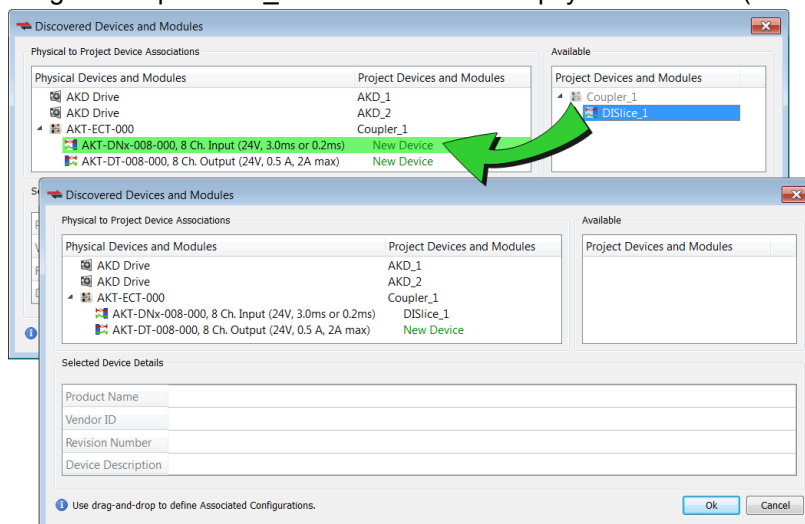 Discovered Devices and Modules
Physical to Project Device Associations
Available
Physical Devices and Modules Project Devices and Modules
Project Devices and Modules
AKD Drive AKD_1
Coupler_1
AKD Drive AKD_2
DISlice_1
AKT-ECT-000 Coupler_1
AKT-DNx-008-000, 8 Ch. Input (24V, 3.0ms or 0.2ms) New Device
AKT-DT-008-000, 8 Ch. Output (24V, 0.5 A, 2A max) New Device
Discovered Devices and Modules
Physical to Project Device Associations
Available
Physical Devices and Modules Project Devices and Modules
Project Devices and Modules
AKD Drive AKD_1
AKD Drive AKD_2
AKT-ECT-000 Coupler_1
AKT-DNx-008-000, 8 Ch. Input (24V, 3.0ms or 0.2ms) DISlice_1
AKT-DT-008-000, 8 Ch. Output (24V, 0.5 A, 2A max) New Device
Selected Device Details
Product Name
Vendor ID
Revision Number
Device Description
Use drag-and-drop to define Associated Configurations.
Ok Cancel